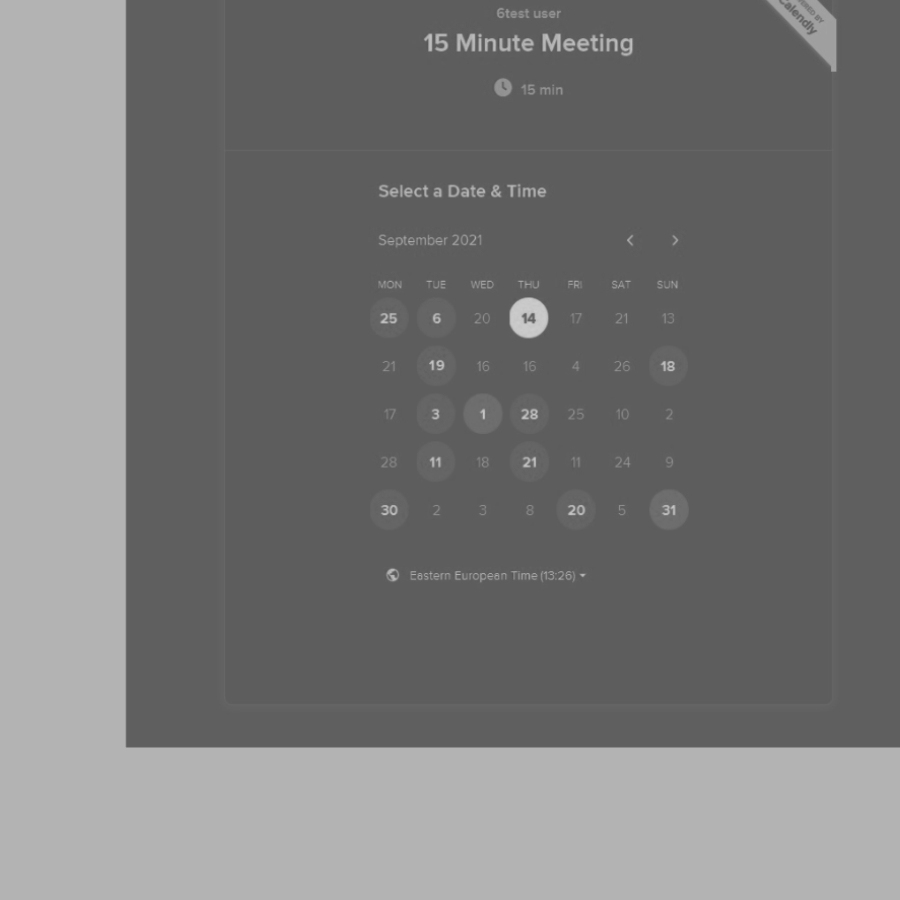 6test user
15 Minute Meeting
15 min
POWERED BY
Calendly
Select a Date & Time
September 2021
MON TUE WED THU FRI SAT SUN
25 6 20 14 17 21 13
21 19 16 16 4 26 18
17 3 1 28 25 10 2
28 11 18 21 11 24 9
30 2 3 8 20 5 31
Eastern European Time (13:26)